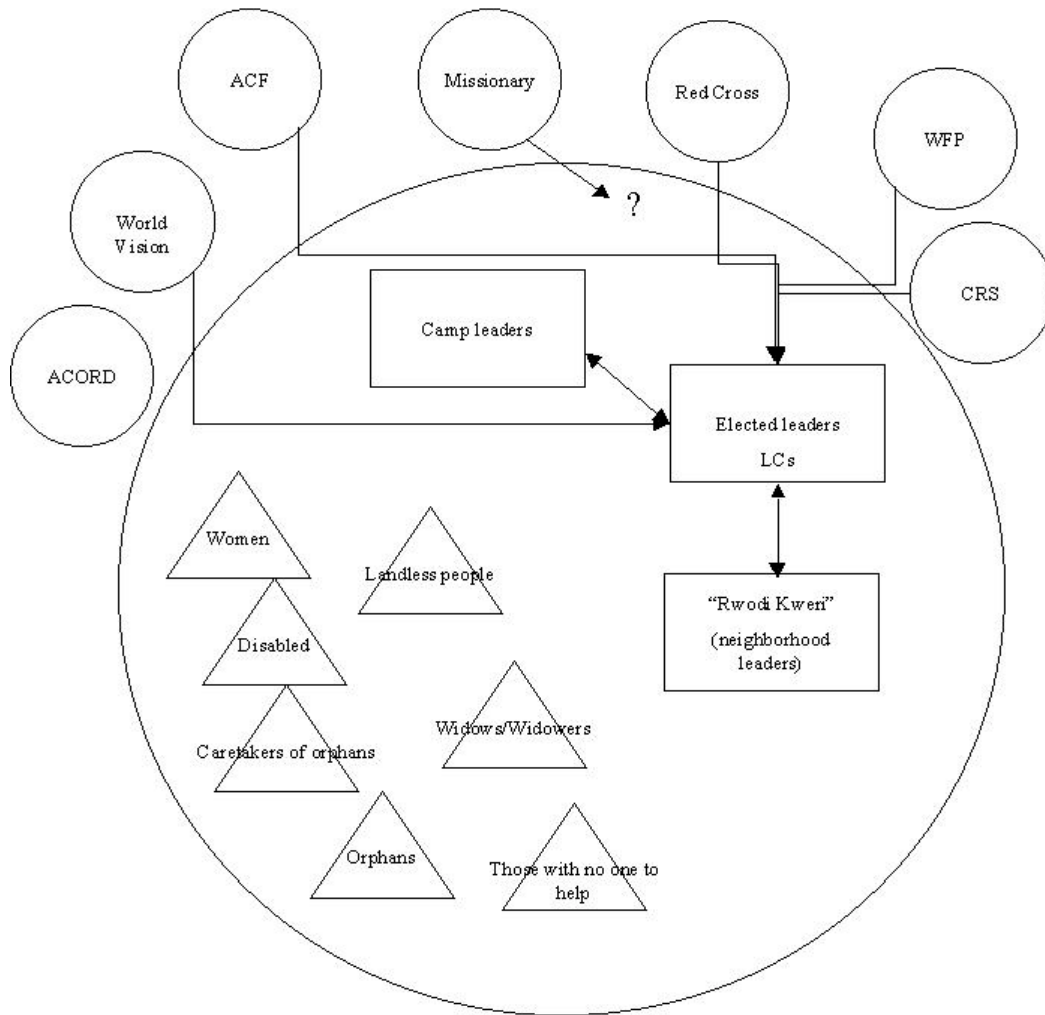 ACF
Missionary
Red Cross
WFP
World
Vision
?
CRS
Camp leaders
ACORD
Elected leaders
LCs
Women
Landless people
"Rwodi Kweri"
(neighborhood
leaders)
Disabled
Widows/Widowers
Caretakers of orphans
Orphans
Those with no one to
help